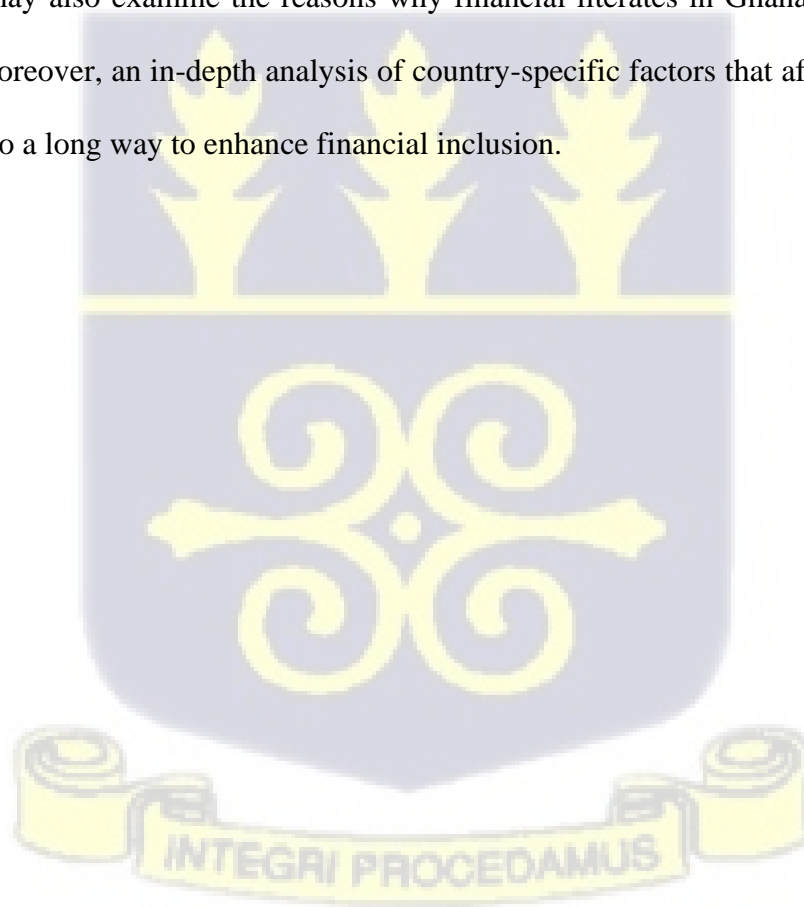 may also examine the reasons why financial literates in Ghana
oreover, an in-depth analysis of country-specific factors that af
o a long way to enhance financial inclusion.
INTEGRI PROCEDAMUS